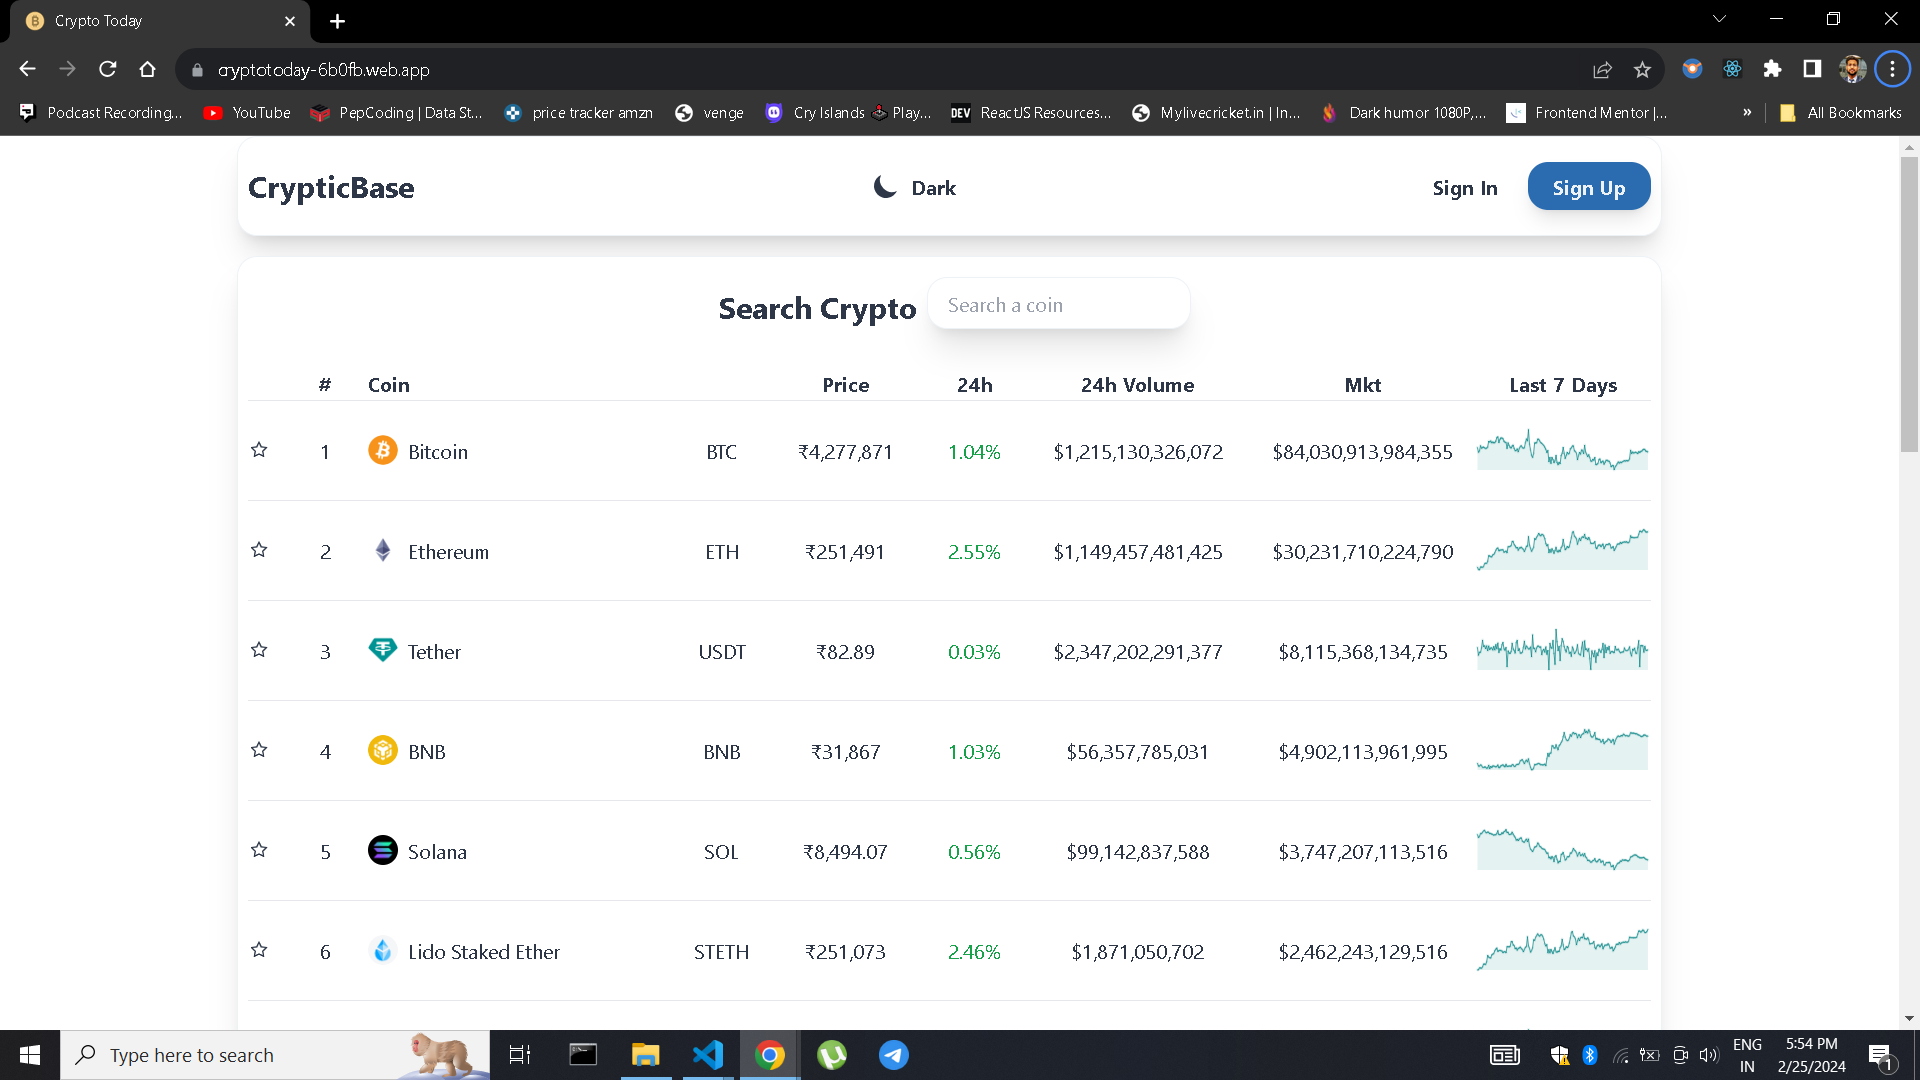 Crypto Today
cryptotoday-6b0fb.web.app
Podcast Recording... YouTube PepCoding | Data St... price tracker amzn venge Cry Islands Play... DEV ReactJS Resources... Mylivecricket.in | In... Dark humor 1080P,... Frontend Mentor |... » All Bookmarks
CrypticBase Dark Sign In Sign Up
Search Crypto Search a coin
# Coin Price 24h 24h Volume Mkt Last 7 Days
1 Bitcoin BTC ₹4,277,871 1.04% $1,215,130,326,072 $84,030,913,984,355
2 Ethereum ETH ₹251,491 2.55% $1,149,457,481,425 $30,231,710,224,790
3 Tether USDT ₹82.89 0.03% $2,347,202,291,377 $8,115,368,134,735
4 BNB BNB ₹31,867 1.03% $56,357,785,031 $4,902,113,961,995
5 Solana SOL ₹8,494.07 0.56% $99,142,837,588 $3,747,207,113,516
6 Lido Staked Ether STETH ₹251,073 2.46% $1,871,050,702 $2,462,243,129,516
Type here to search ENG 5:54 PM
IN 2/25/2024 1